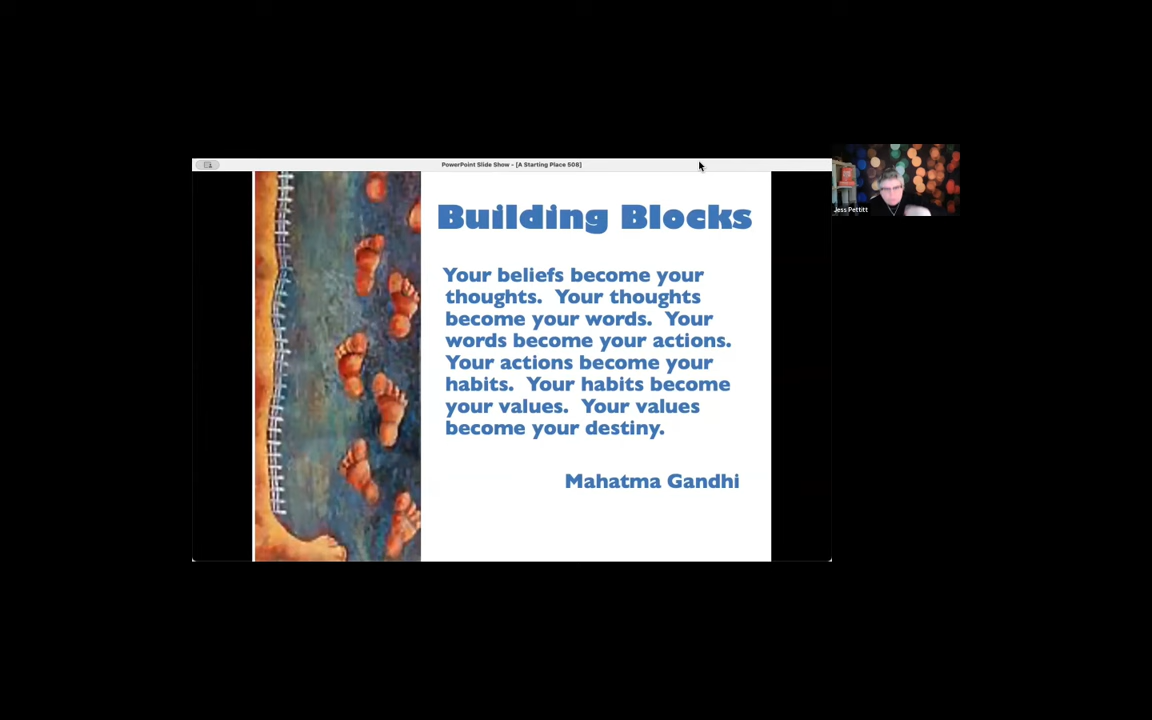 PowerPoint Slide Show - [A Starting Place 508]
Building Blocks
Your beliefs become your
thoughts.  Your thoughts
become your words.  Your
words become your actions.
Your actions become your
habits.  Your habits become
your values.  Your values
become your destiny.
Mahatma Gandhi
Jess Pettitt